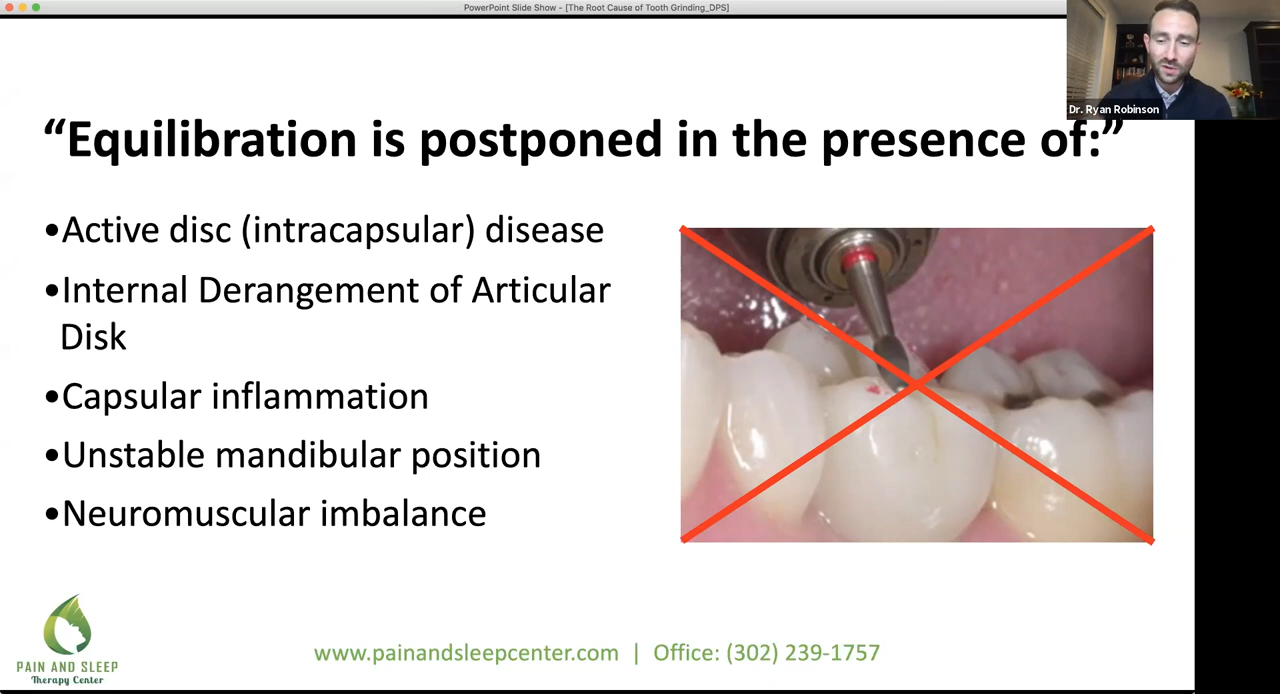 PowerPoint Slide Show - [The Root Cause of Tooth Grinding_DPS]
Dr. Ryan Robinson
“Equilibration is postponed in the presence of:”
•Active disc (intracapsular) disease
•Internal Derangement of Articular
Disk
•Capsular inflammation
•Unstable mandibular position
•Neuromuscular imbalance
PAIN AND SLEEP
Therapy Center
www.painandsleepcenter.com | Office: (302) 239-1757